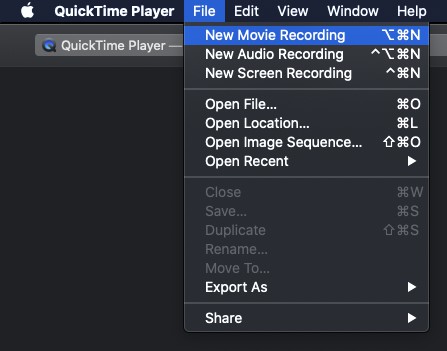 QuickTime Player File Edit View Window Help
QuickTime Player —
New Movie Recording ⌥⌘N
New Audio Recording ^⌥⌘N
New Screen Recording ^⌘N
Open File... ⌘O
Open Location... ⌘L
Open Image Sequence... ⇧⌘O
Open Recent ▶
Close ⌘W
Save... ⌘S
Duplicate ⇧⌘S
Rename...
Move To...
Export As ▶
Share ▶